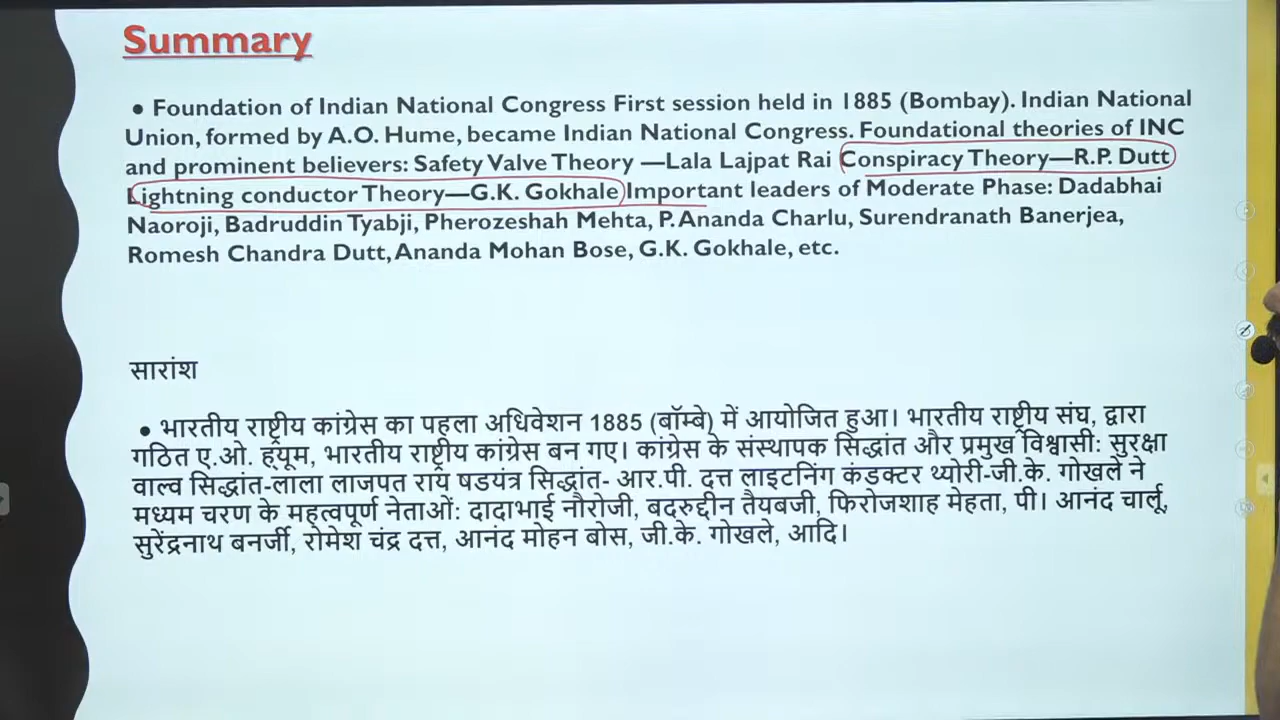 Summary
• Foundation of Indian National Congress First session held in 1885 (Bombay). Indian National
Union, formed by A.O. Hume, became Indian National Congress. Foundational theories of INC
and prominent believers: Safety Valve Theory —Lala Lajpat Rai Conspiracy Theory—R.P. Dutt
Lightning conductor Theory—G.K. Gokhale Important leaders of Moderate Phase: Dadabhai
Naoroji, Badruddin Tyabji, Pherozeshah Mehta, P. Ananda Charlu, Surendranath Banerjea,
Romesh Chandra Dutt, Ananda Mohan Bose, G.K. Gokhale, etc.
सारांश
• भारतीय राष्ट्रीय कांग्रेस का पहला अधिवेशन 1885 (बॉम्बे) में आयोजित हुआ। भारतीय राष्ट्रीय संघ, द्वारा
गठित ए.ओ. ह्यूम, भारतीय राष्ट्रीय कांग्रेस बन गए। कांग्रेस के संस्थापक सिद्धांत और प्रमुख विश्वासी: सुरक्षा
वाल्व सिद्धांत-लाला लाजपत राय षडयंत्र सिद्धांत- आर.पी. दत्त लाइटनिंग कंडक्टर थ्योरी-जी.के. गोखले ने
मध्यम चरण के महत्वपूर्ण नेताओं: दादाभाई नौरोजी, बदरुद्दीन तैयबजी, फिरोजशाह मेहता, पी। आनंद चार्लू,
सुरेंद्रनाथ बनर्जी, रोमेश चंद्र दत्त, आनंद मोहन बोस, जी.के. गोखले, आदि।